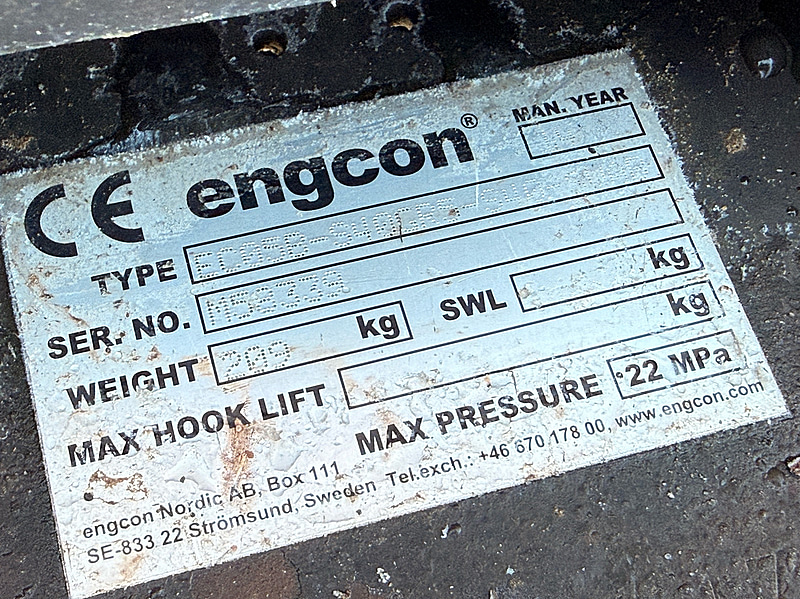 CE engcon® MAN. YEAR
TYPE
SER. NO. M58338
WEIGHT 209 kg SWL kg
MAX HOOK LIFT kg
MAX PRESSURE 22 MPa
engcon Nordic AB, Box 111
SE-833 22 Strömsund, Sweden Tel.exch.: +46 670 178 00, www.engcon.com